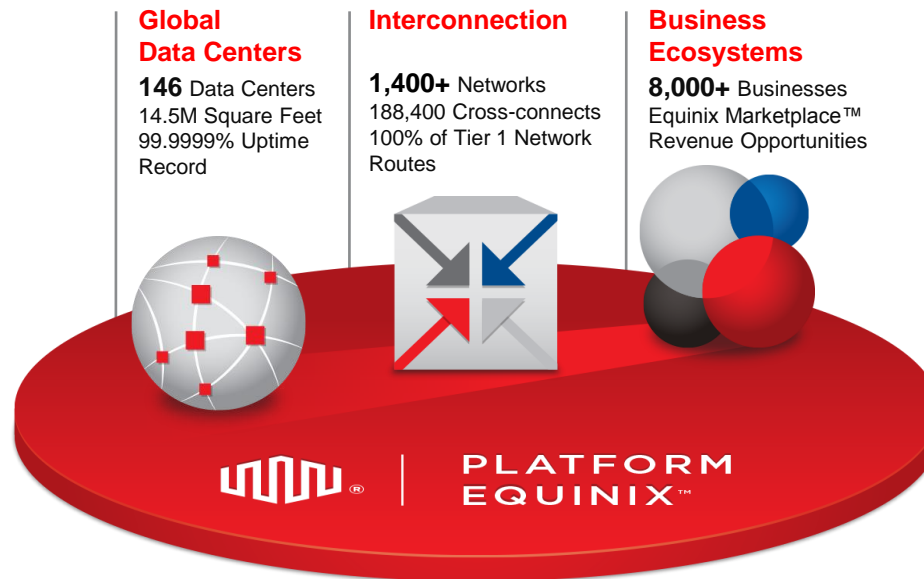 Global
Data Centers
146 Data Centers
14.5M Square Feet
99.9999% Uptime
Record
Interconnection
1,400+ Networks
188,400 Cross-connects
100% of Tier 1 Network
Routes
Business
Ecosystems
8,000+ Businesses
Equinix Marketplace™
Revenue Opportunities
®
PLATFORM
EQUINIX™